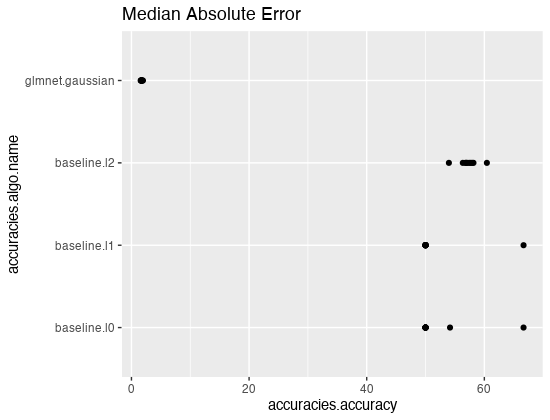 Median Absolute Error
accuracies.algo.name
glmnet.gaussian
baseline.l2
baseline.l1
baseline.l0
0 20 40 60
accuracies.accuracy